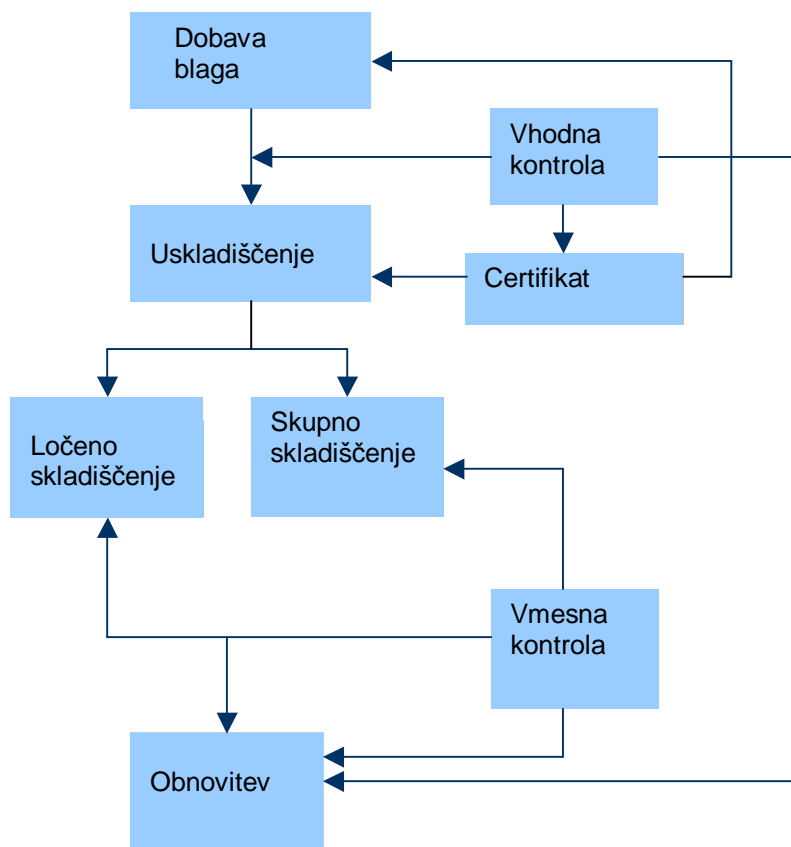 Dobava
blaga
Vhodna
kontrola
Uskladiščenje
Certifikat
Ločeno
skladiščenje
Skupno
skladiščenje
Vmesna
kontrola
Obnovitev